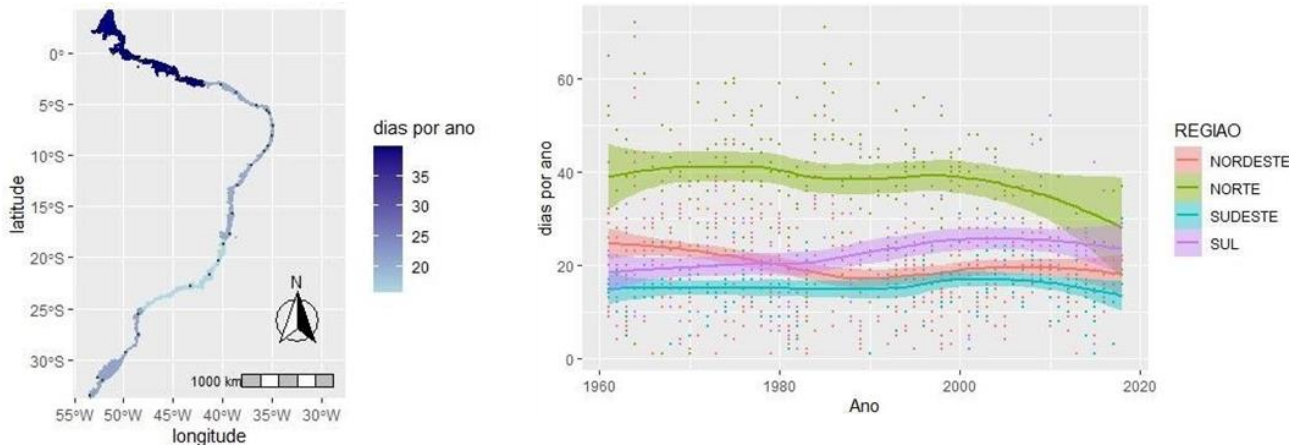 0°
5°S
10°S
15°S
20°S
25°S
30°S
latitude
55°W 50°W 45°W 40°W 35°W 30°W
longitude
N
1000 km
dias por ano
35
30
25
20
dias por ano
60
40
20
0
1960 1980 2000 2020
Ano
REGIAO
NORDESTE
NORTE
SUDESTE
SUL